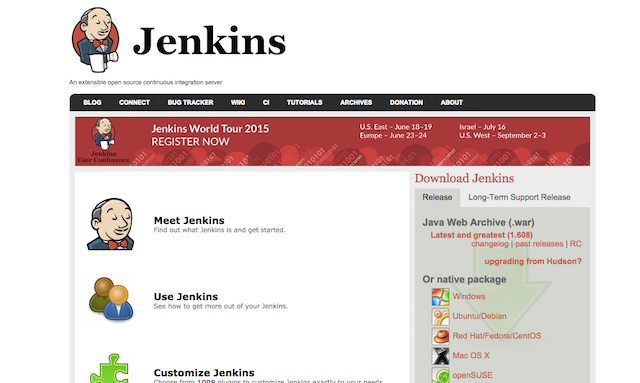 Jenkins
An extensible open source continuous integration server
BLOG CONNECT BUG TRACKER WIKI CI TUTORIALS ARCHIVES DONATION ABOUT
Jenkins World Tour 2015
REGISTER NOW
U.S. East – June 18–19
Europe – June 23–24
Israel – July 16
U.S. West – September 2–3
Jenkins
User Conference
Meet Jenkins
Find out what Jenkins is and get started.
Use Jenkins
See how to get more out of your Jenkins.
Customize Jenkins
Choose from 1009 plugins to customize Jenkins exactly to your needs
Download Jenkins
Release Long-Term Support Release
Java Web Archive (.war)
Latest and greatest (1.608)
changelog | past releases | RC
upgrading from Hudson?
Or native package
Windows
Ubuntu/Debian
Red Hat/Fedora/CentOS
Mac OS X
openSUSE